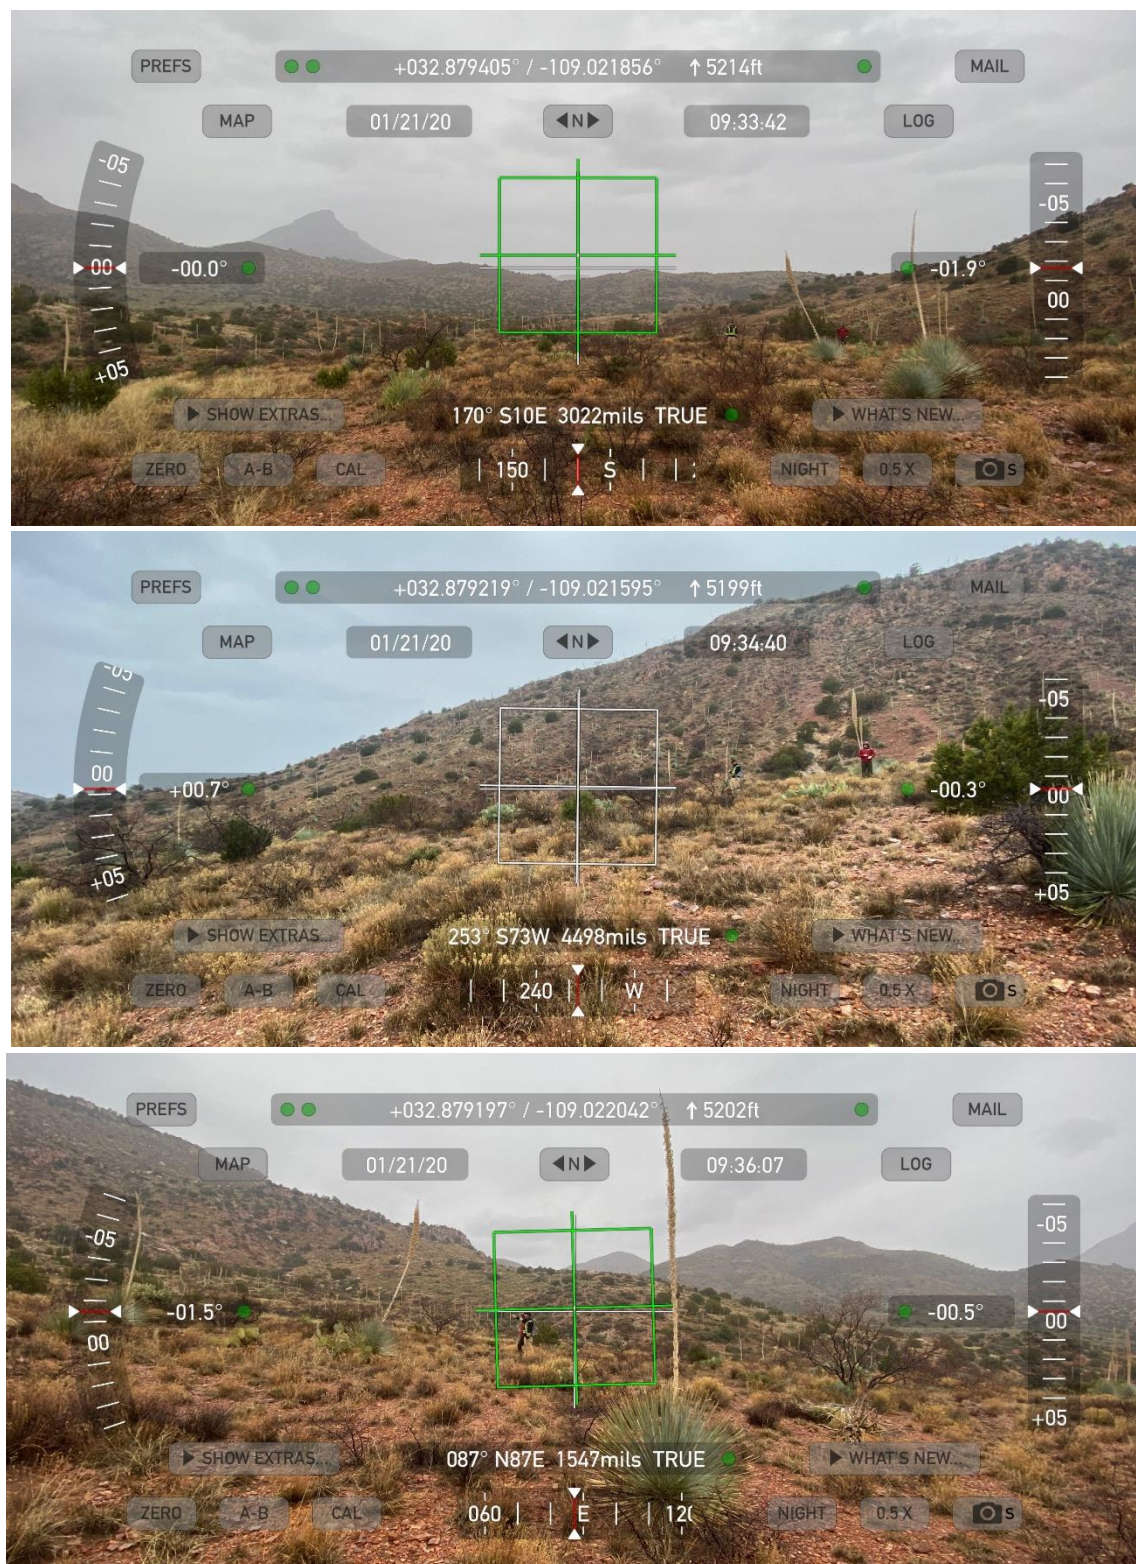 PREFS +032.879405° / -109.021856° ↑5214ft MAIL
MAP 01/21/20 ◀N▶ 09:33:42 LOG
-05
-05
00 -00.0° -01.9°
00
+05
▶ SHOW EXTRAS... 170° S10E 3022mils TRUE ▶ WHAT'S NEW...
ZERO A-B CAL 150 S NIGHT 0.5 X S
PREFS +032.879219° / -109.021595° ↑5199ft MAIL
MAP 01/21/20 ◀N▶ 09:34:40 LOG
-05
-05
00
+00.7° -00.3° 00
+05 +05
▶ SHOW EXTRAS... 253° S73W 4498mils TRUE ▶ WHAT'S NEW...
ZERO A-B CAL 240 W NIGHT 0.5 X S
PREFS +032.879197° / -109.022042° ↑5202ft MAIL
MAP 01/21/20 ◀N▶ 09:36:07 LOG
-05 -05
-01.5° -00.5°
00 00
+05
▶ SHOW EXTRAS... 087° N87E 1547mils TRUE ▶ WHAT'S NEW...
ZERO A-B CAL 060 E 120 NIGHT 0.5 X S